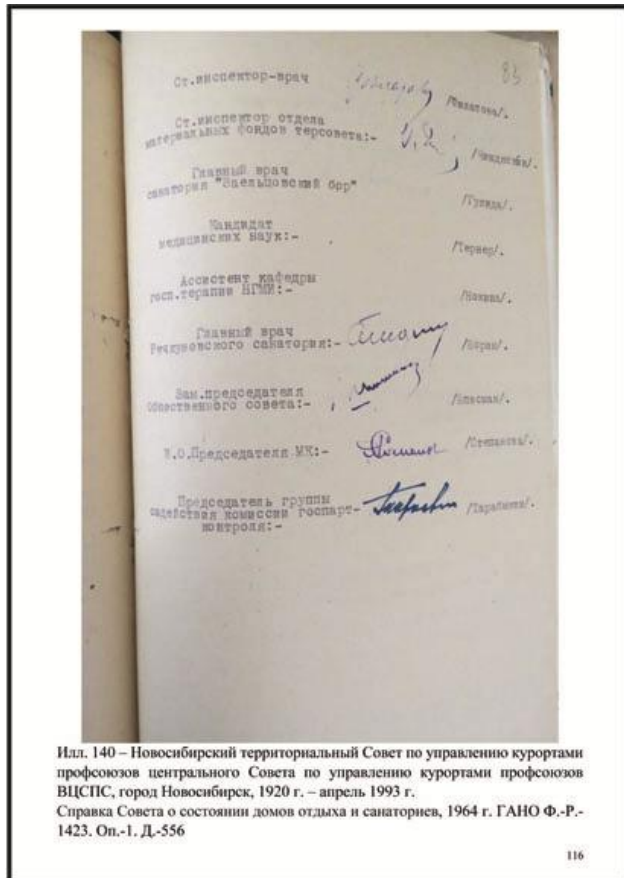 83
Ст.инспектор-врач /Филатова/.
Ст.инспектор отдела
материальных фондов терсовета:-
Главный врач
санатория "Заельцовский бор"
Кандидат
медицинских наук:- /Тернер/.
Ассистент кафедры
госп.терапии НГМИ:-
Главный врач
Речкуновского санатория:-
Зам.председателя
Общественного совета:-
И.О.Председателя МК:- /Степанова/.
Председатель группы
содействия комиссии госпарт-
контроля:-
Илл. 140 – Новосибирский территориальный Совет по управлению курортами
профсоюзов центрального Совета по управлению курортами профсоюзов
ВЦСПС, город Новосибирск, 1920 г. – апрель 1993 г.
Справка Совета о состоянии домов отдыха и санаториев, 1964 г. ГАНО Ф.-Р.-
1423. Оп.-1. Д.-556
116